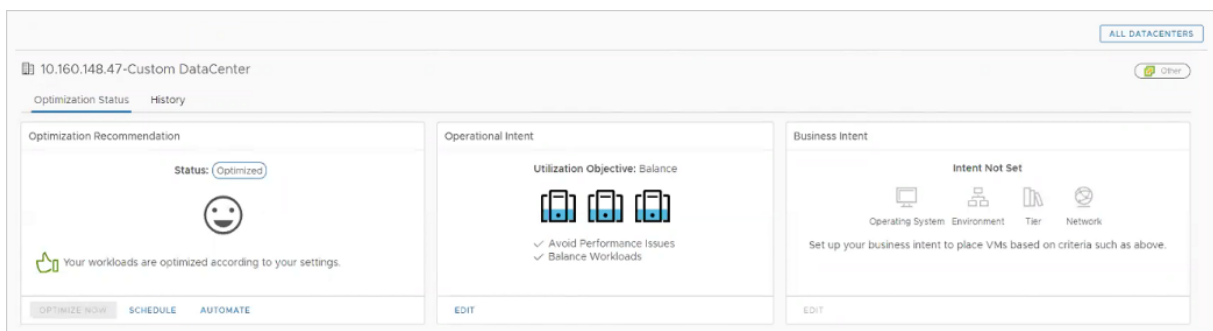 ALL DATACENTERS
10.160.148.47-Custom DataCenter
Other
Optimization Status History
Optimization Recommendation
Status: Optimized
Your workloads are optimized according to your settings.
OPTIMIZE NOW SCHEDULE AUTOMATE
Operational Intent
Utilization Objective: Balance
Avoid Performance Issues
Balance Workloads
EDIT
Business Intent
Intent Not Set
Operating System Environment Tier Network
Set up your business intent to place VMs based on criteria such as above.
EDIT